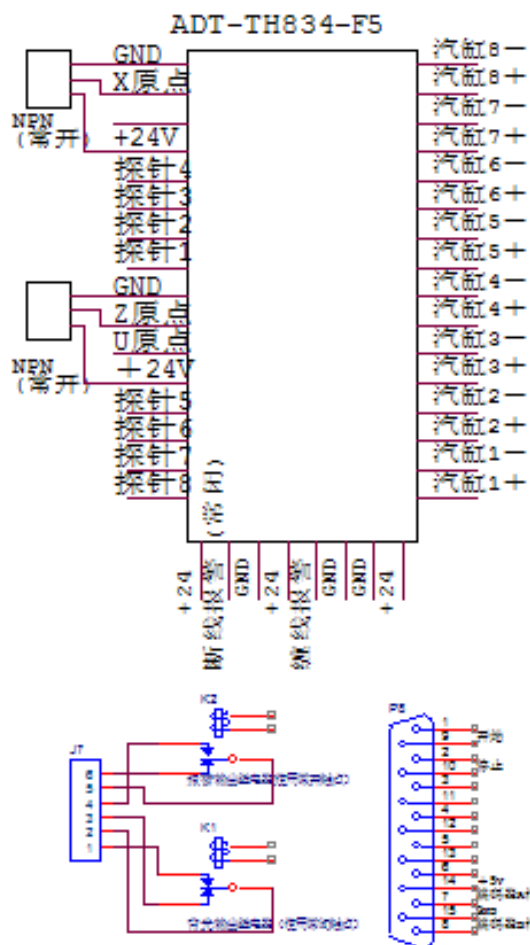 ADT-TH834-F5
GND
X原点
NPN
(常开)
+24V
探针4
探针3
探针2
探针1
GND
Z原点
U原点
NPN
(常开)
+24V
探针5
探针6
探针7
探针8
汽缸8-
汽缸8+
汽缸7-
汽缸7+
汽缸6-
汽缸6+
汽缸5-
汽缸5+
汽缸4-
汽缸4+
汽缸3-
汽缸3+
汽缸2-
汽缸2+
汽缸1-
汽缸1+
(常闭)
+24
断线报警
GND
+24
缠线报警
GND
GND
+24
K2
J7
6
5
4
3
2
1
K1
1
9
2
10
3
11
4
12
5
13
6
14
7
15
8
开始
停止
+5v